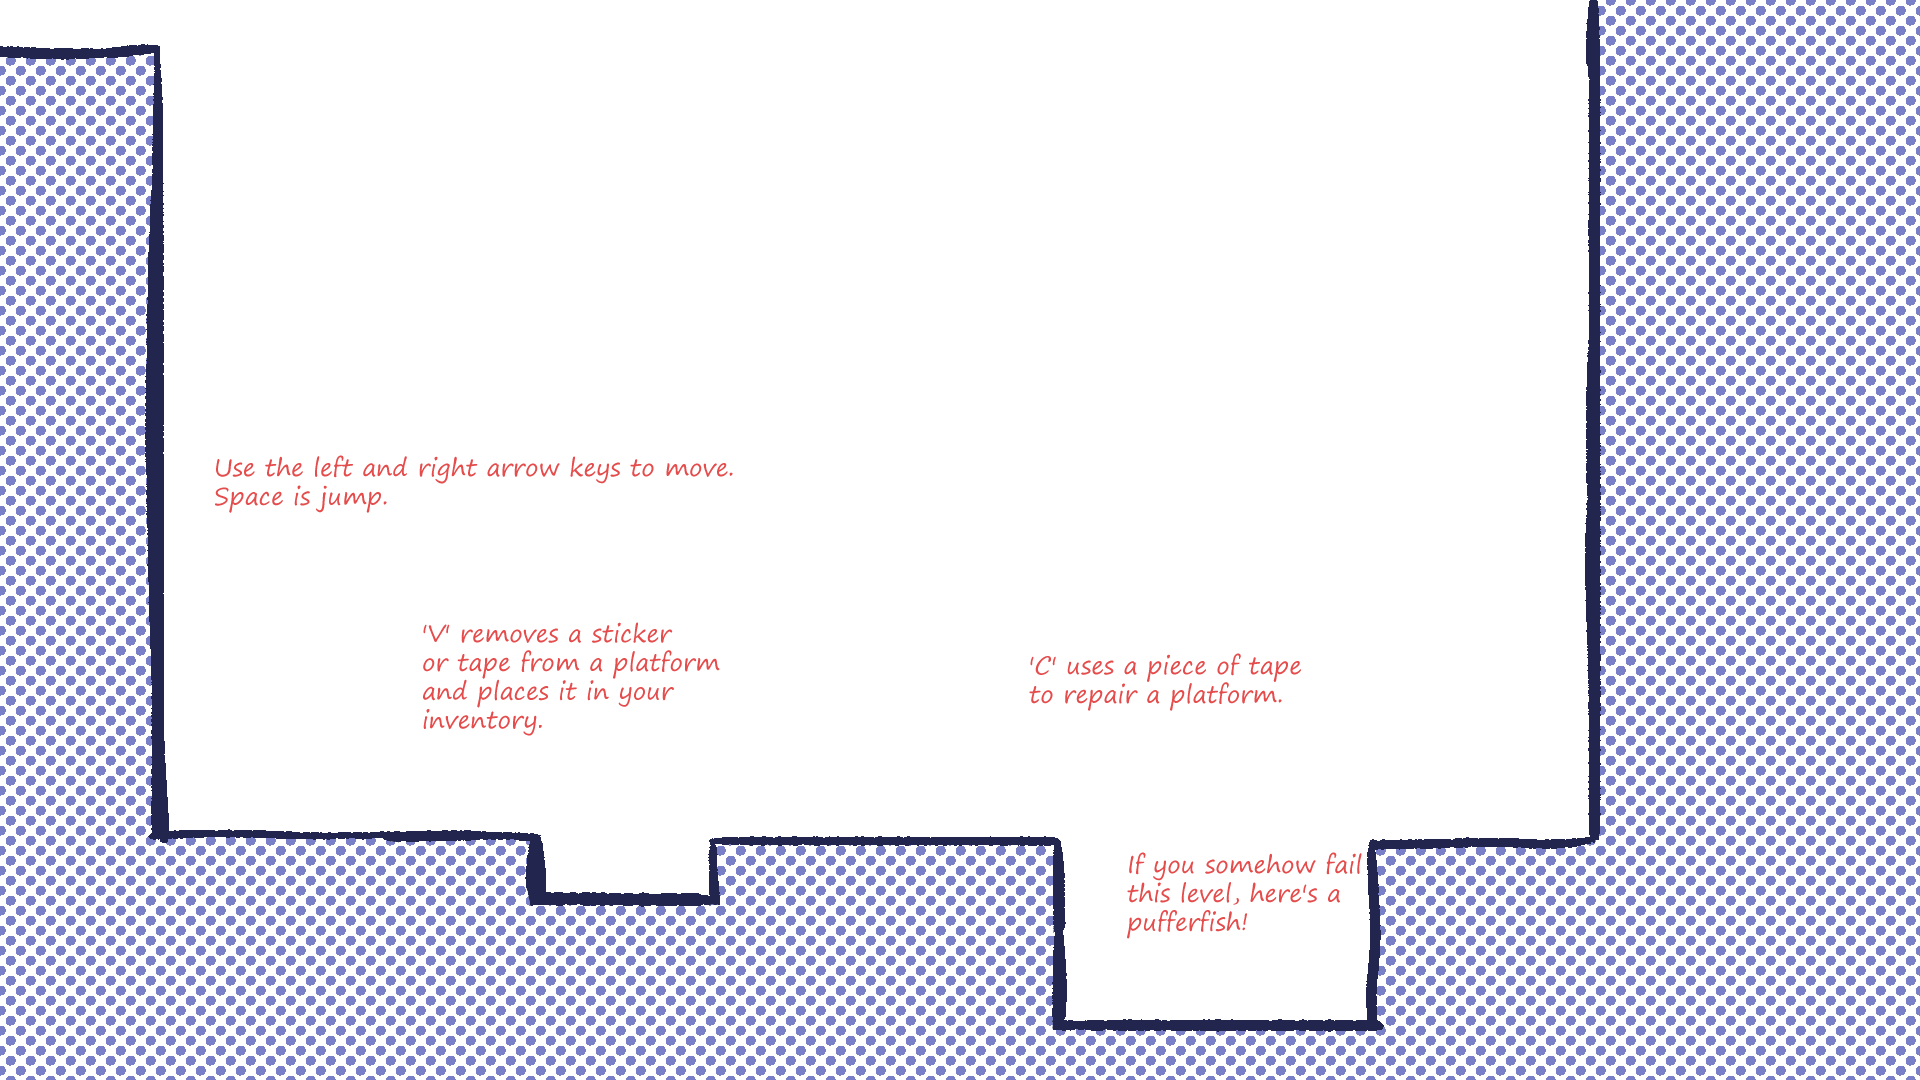 Use the left and right arrow keys to move.
Space is jump.
'V' removes a sticker
or tape from a platform
and places it in your
inventory.
'C' uses a piece of tape
to repair a platform.
If you somehow fail
this level, here's a
pufferfish!